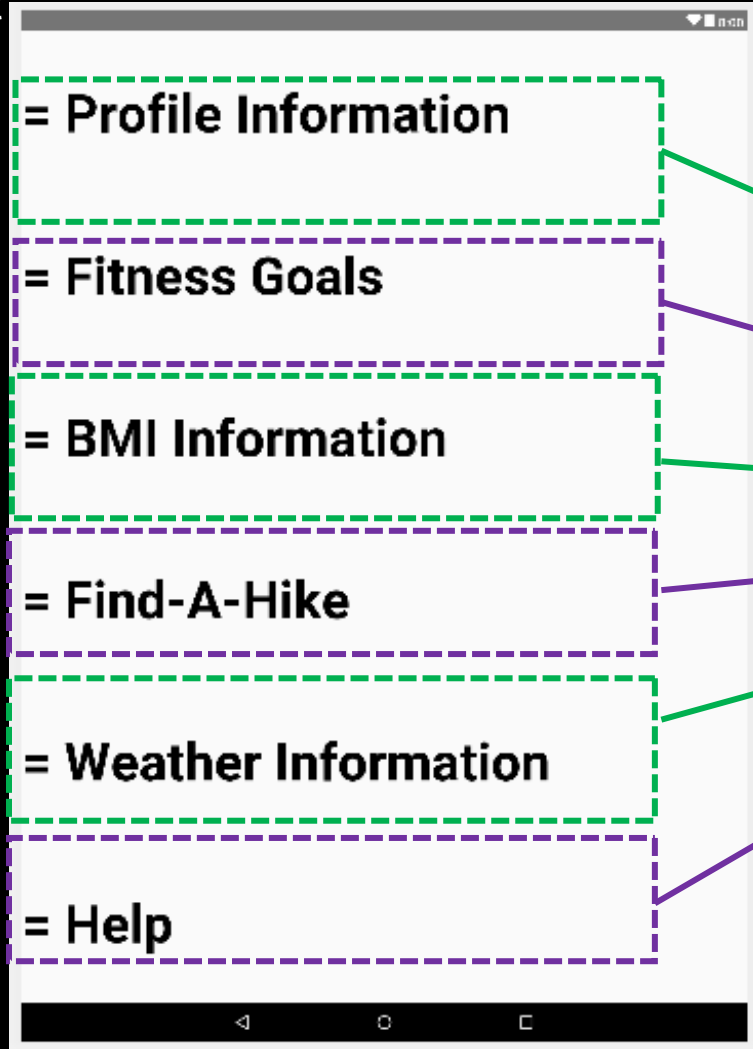 = Profile Information
= Fitness Goals
= BMI Information
= Find-A-Hike
= Weather Information
= Help